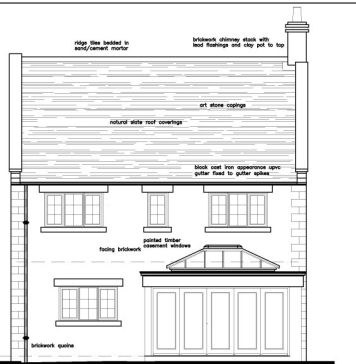 ridge tiles bedded in
sand/cement mortar
brickwork chimney stack with
lead flashings and clay pot to top
art stone copings
natural slate roof coverings
black cast iron appearance upvc
gutter fixed to gutter spikes
painted timber
casement windows
facing brickwork
brickwork quoins